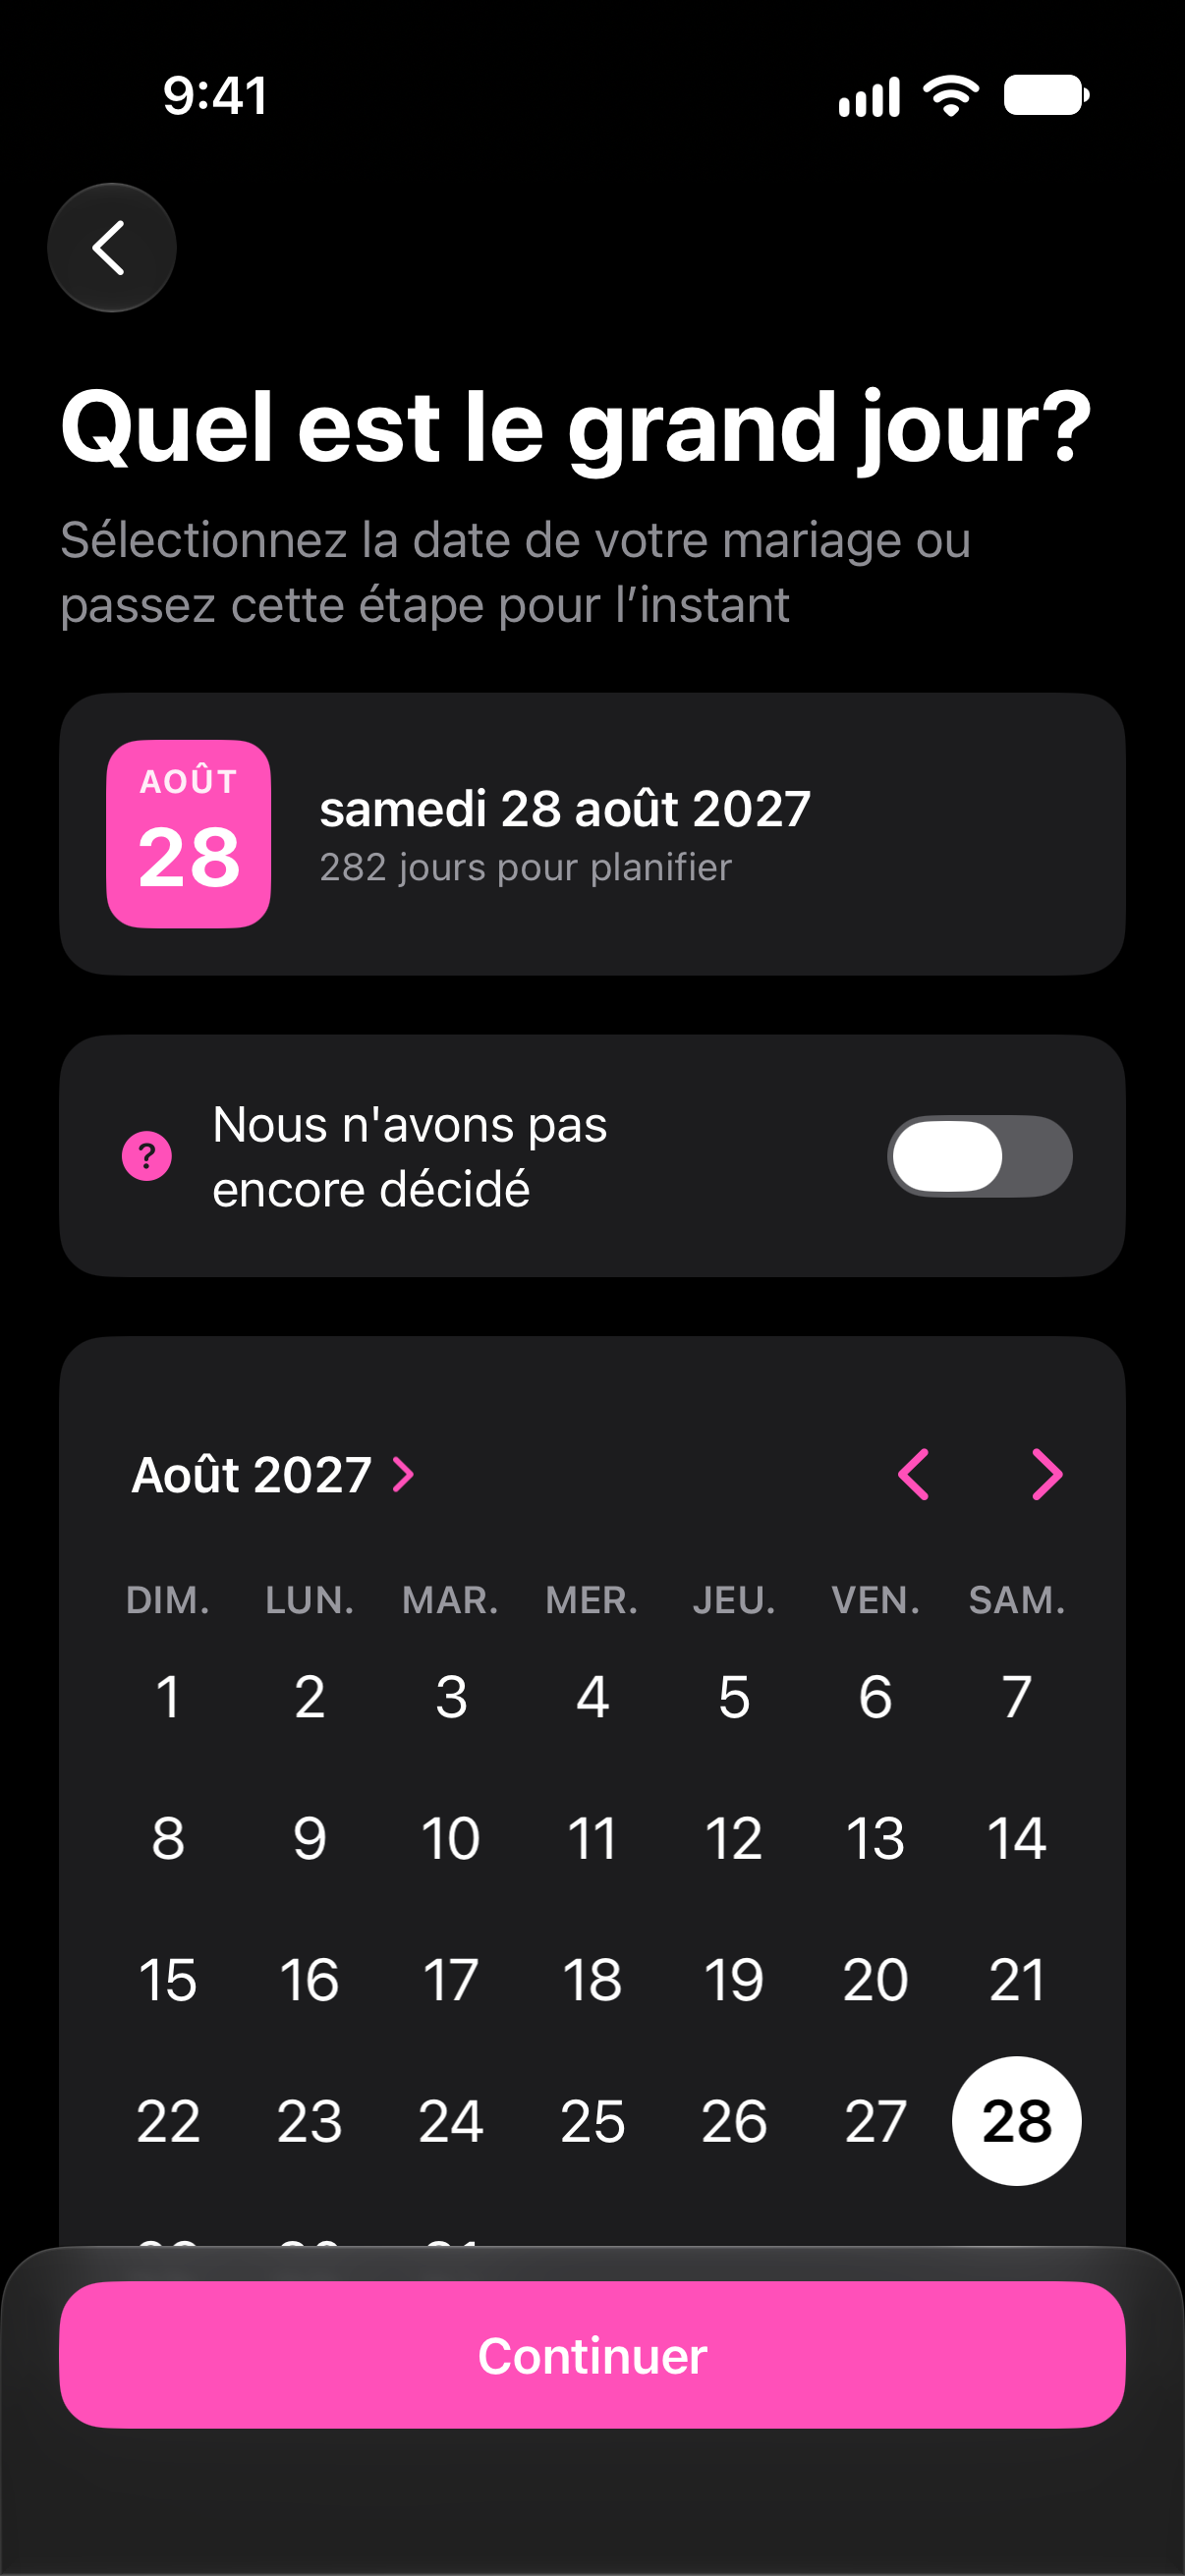 9:41
Quel est le grand jour?
Sélectionnez la date de votre mariage ou
passez cette étape pour l’instant
AOÛT
28
samedi 28 août 2027
282 jours pour planifier
?
Nous n'avons pas
encore décidé
Août 2027
DIM. LUN. MAR. MER. JEU. VEN. SAM.
1 2 3 4 5 6 7
8 9 10 11 12 13 14
15 16 17 18 19 20 21
22 23 24 25 26 27 28
Continuer